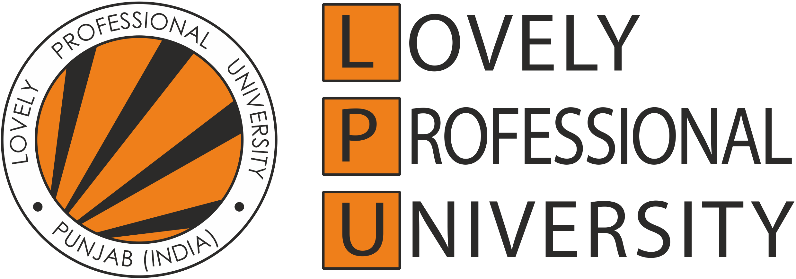 LOVELY PROFESSIONAL UNIVERSITY
• PUNJAB (INDIA) •
LOVELY
PROFESSIONAL
UNIVERSITY